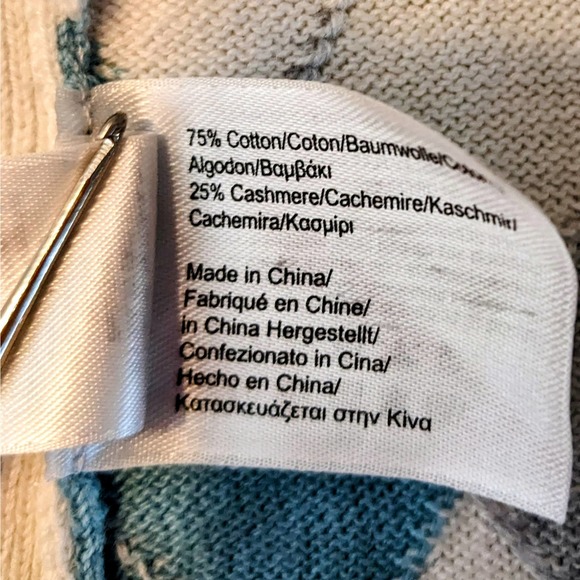 75% Cotton/Coton/Baumwolle/
Algodon/Βαμβάκι
25% Cashmere/Cachemire/Kaschmir/
Cachemira/Κασμίρι
Made in China/
Fabriqué en Chine/
in China Hergestellt/
Confezionato in Cina/
Hecho en China/
Κατασκευάζεται στην Κίνα